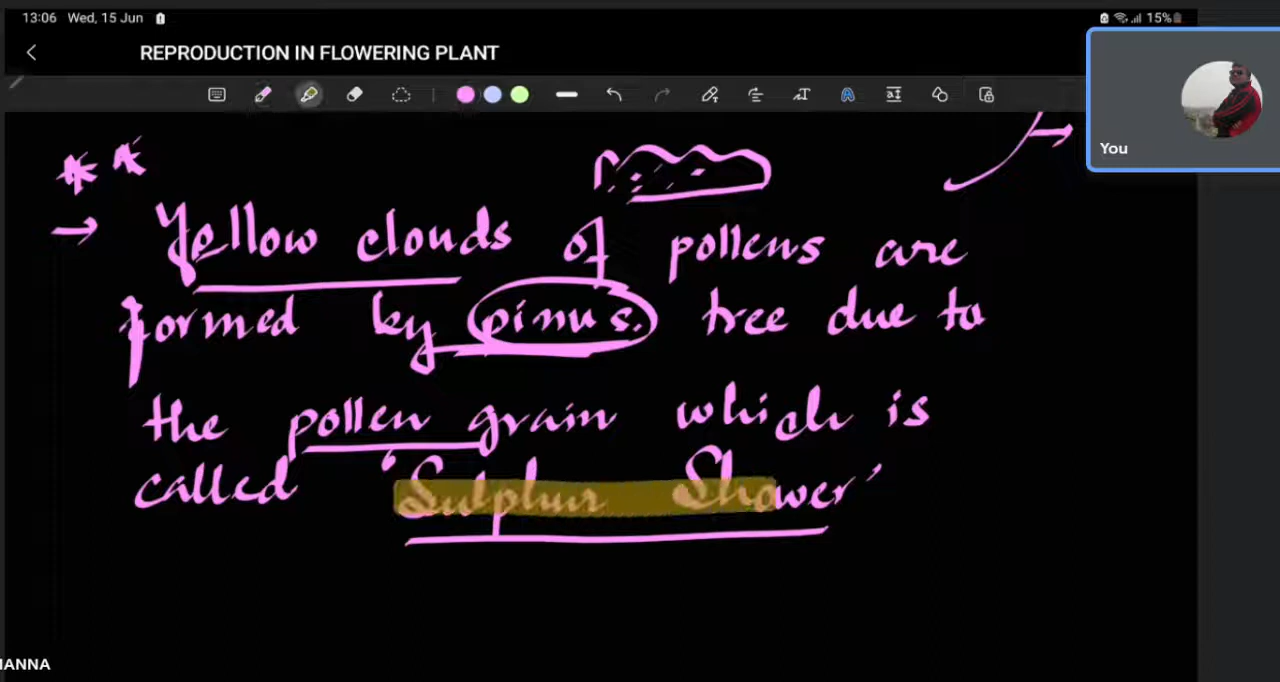 13:06 Wed, 15 Jun
15%
REPRODUCTION IN FLOWERING PLANT
You
Yellow clouds of pollens are
formed by pinus. tree due to
the pollen grain which is
called 'Sulphur Shower'
IANNA